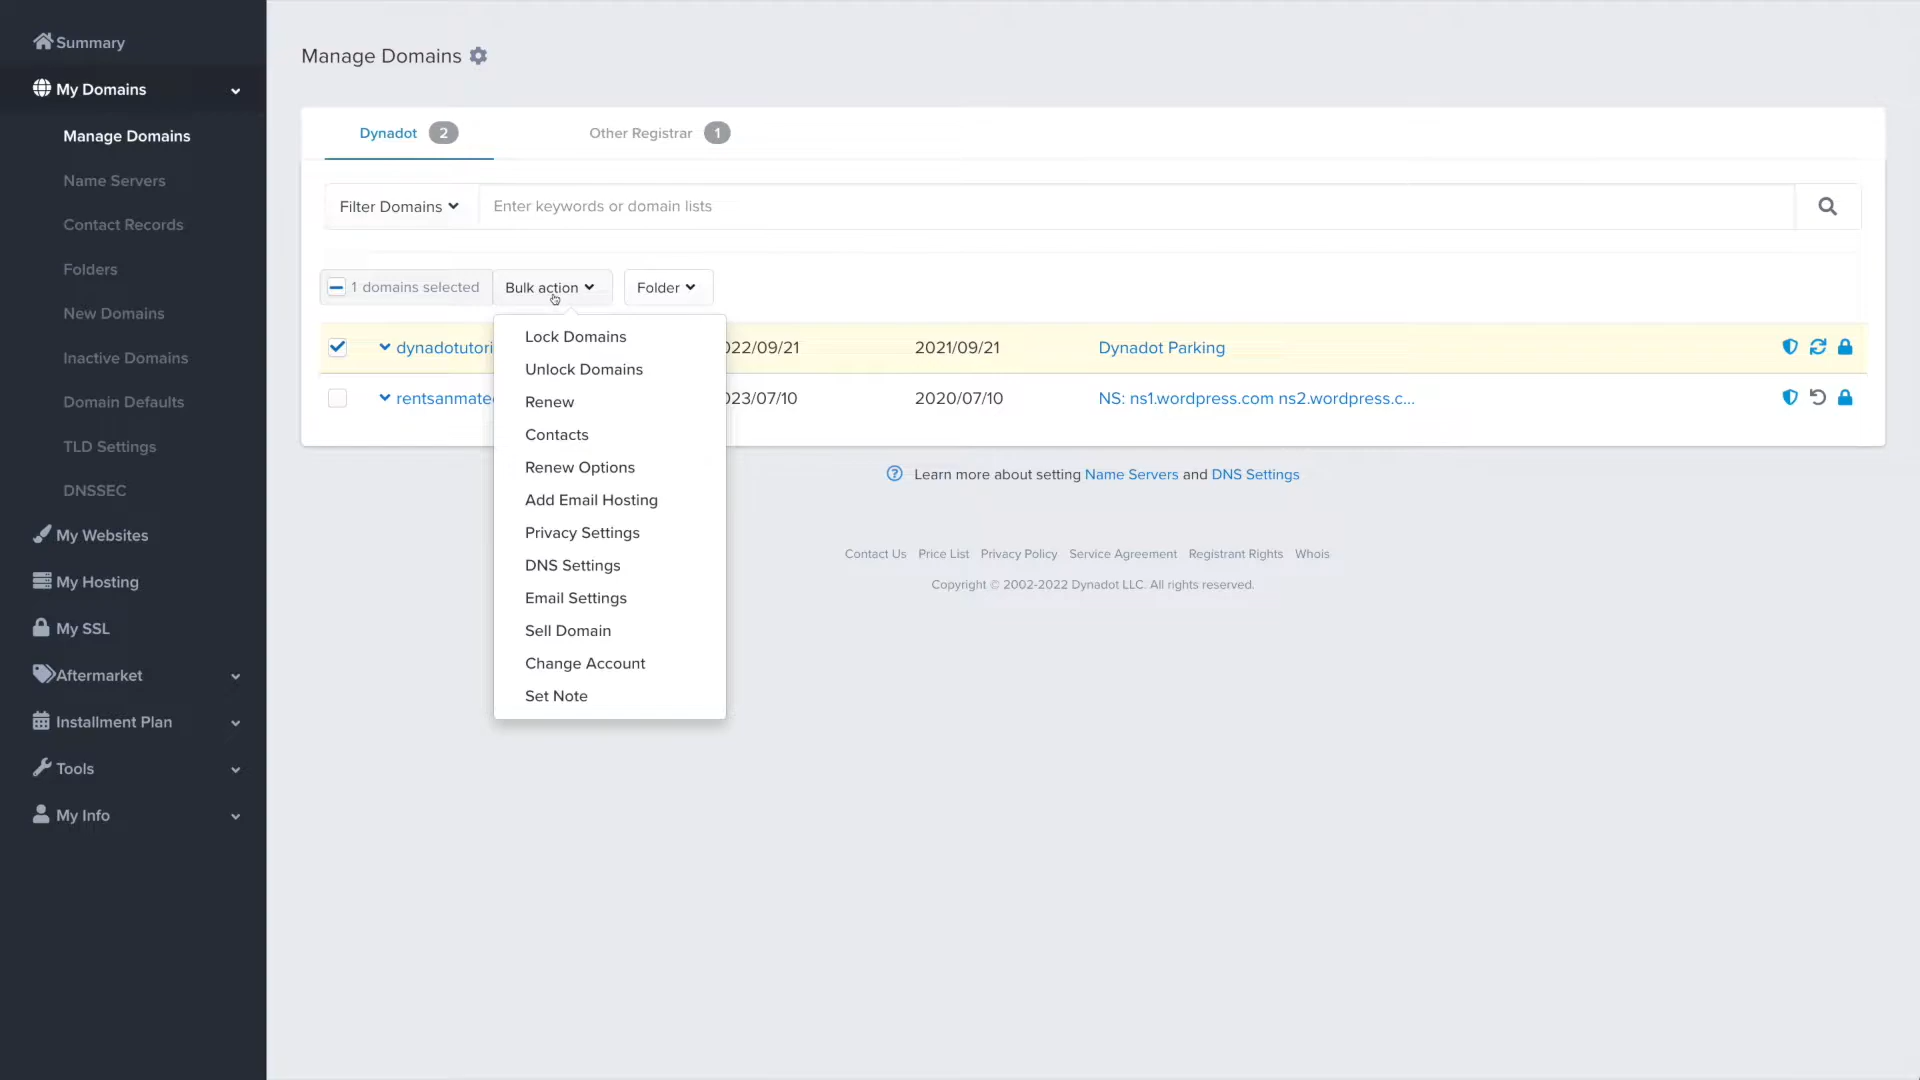 Summary
My Domains
Manage Domains
Name Servers
Contact Records
Folders
New Domains
Inactive Domains
Domain Defaults
TLD Settings
DNSSEC
My Websites
My Hosting
My SSL
Aftermarket
Installment Plan
Tools
My Info
Manage Domains
Dynadot 2 Other Registrar 1
Filter Domains Enter keywords or domain lists
1 domains selected Bulk action Folder
dynadotutori 022/09/21 2021/09/21 Dynadot Parking
rentsanmate 023/07/10 2020/07/10 NS: ns1.wordpress.com ns2.wordpress.c...
Lock Domains
Unlock Domains
Renew
Contacts
Renew Options
Add Email Hosting
Privacy Settings
DNS Settings
Email Settings
Sell Domain
Change Account
Set Note
Learn more about setting Name Servers and DNS Settings
Contact Us Price List Privacy Policy Service Agreement Registrant Rights Whois
Copyright © 2002-2022 Dynadot LLC. All rights reserved.